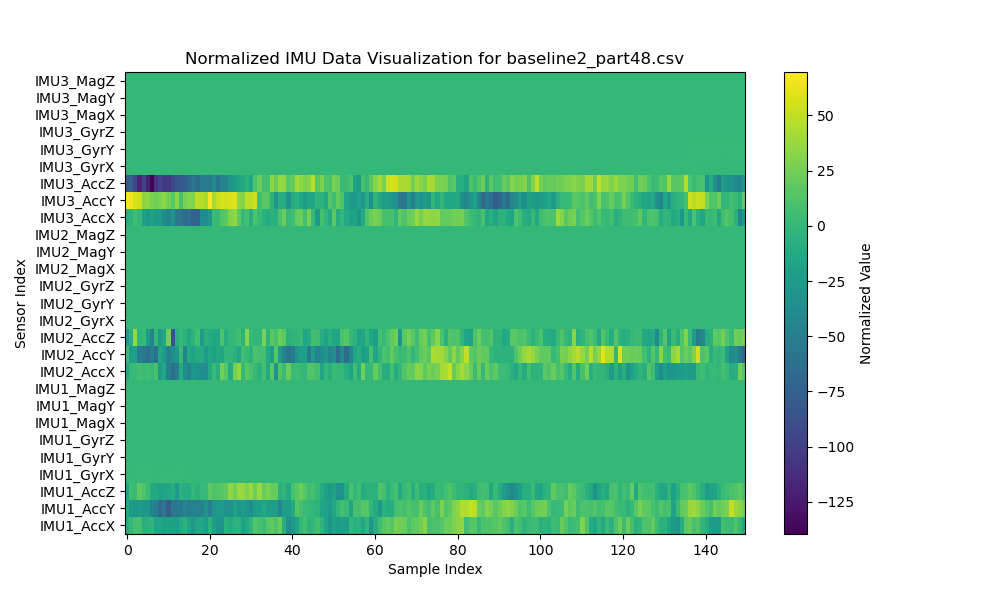 Normalized IMU Data Visualization for baseline2_part48.csv
IMU3_MagZ
IMU3_MagY
IMU3_MagX
IMU3_GyrZ
IMU3_GyrY
IMU3_GyrX
IMU3_AccZ
IMU3_AccY
IMU3_AccX
IMU2_MagZ
IMU2_MagY
IMU2_MagX
IMU2_GyrZ
IMU2_GyrY
IMU2_GyrX
IMU2_AccZ
IMU2_AccY
IMU2_AccX
IMU1_MagZ
IMU1_MagY
IMU1_MagX
IMU1_GyrZ
IMU1_GyrY
IMU1_GyrX
IMU1_AccZ
IMU1_AccY
IMU1_AccX
Sensor Index
0 20 40 60 80 100 120 140
Sample Index
50
25
0
−25
−50
−75
−100
−125
Normalized Value